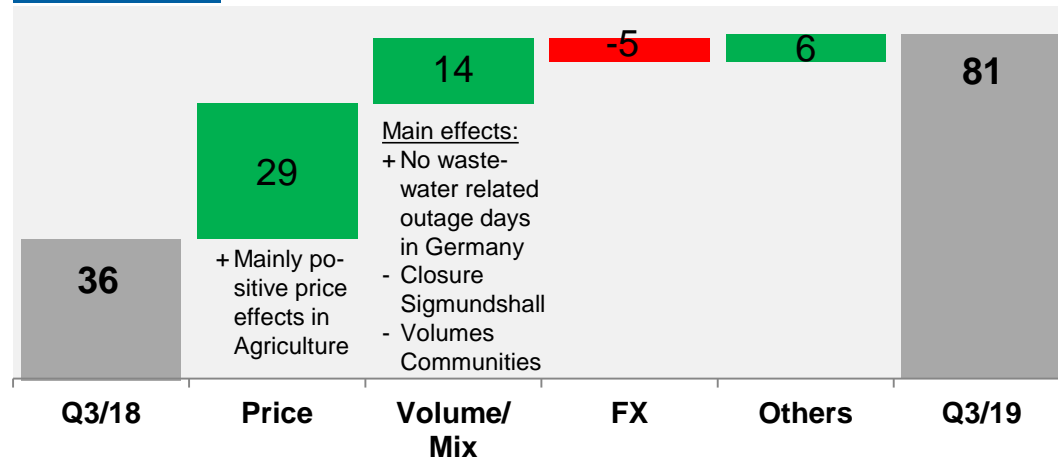 36
29
14
-5
6
81
+ Mainly po-
sitive price
effects in
Agriculture
Main effects:
+ No waste-
water related
outage days
in Germany
- Closure
Sigmundshall
- Volumes
Communities
Q3/18
Price
Volume/
Mix
FX
Others
Q3/19